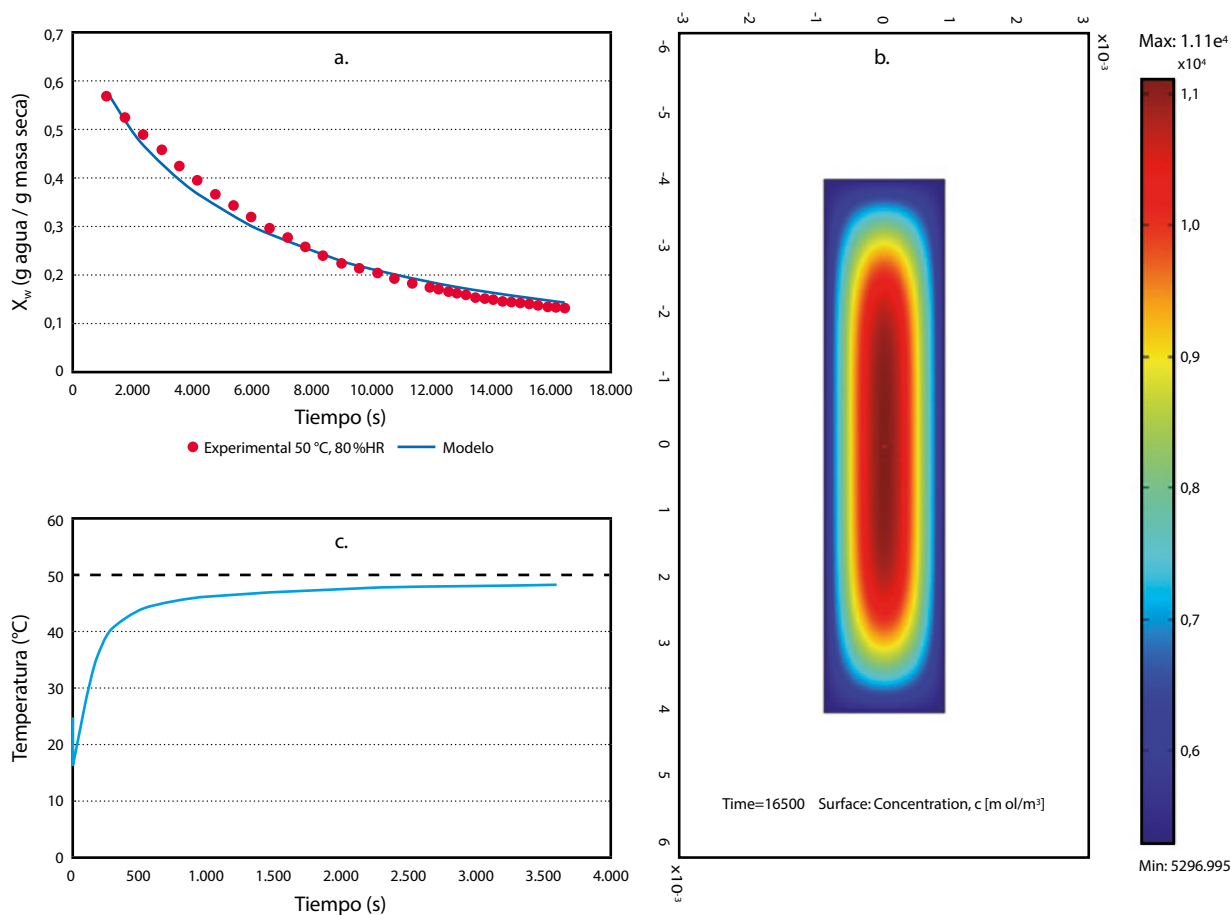 a.
0,7
0,6
0,5
0,4
0,3
0,2
0,1
0
X_w (g agua / g masa seca)
0 2.000 4.000 6.000 8.000 10.000 12.000 14.000 16.000 18.000
Tiempo (s)
Experimental 50 °C, 80 %HR Modelo
b.
-3 -2 -1 0 1 2 3
x10⁻³
-6
-5
-4
-3
-2
-1
0
1
2
3
4
5
6
x10⁻³
Time=16500 Surface: Concentration, c [m ol/m³]
Max: 1.11e⁴
x10⁴
1,1
1,0
0,9
0,8
0,7
0,6
Min: 5296.995
c.
60
50
40
30
20
10
0
Temperatura (°C)
0 500 1.000 1.500 2.000 2.500 3.000 3.500 4.000
Tiempo (s)